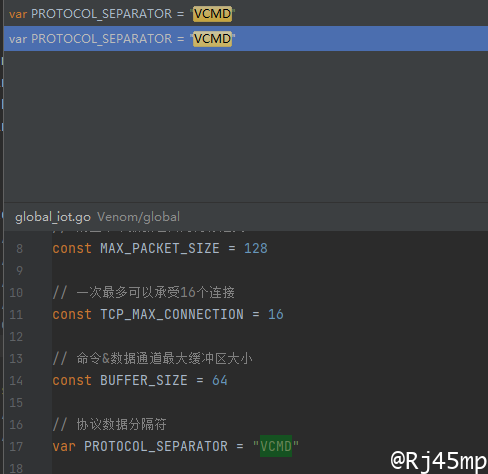 var PROTOCOL_SEPARATOR = "VCMD"
var PROTOCOL_SEPARATOR = "VCMD"
global_iot.go Venom/global
8 const MAX_PACKET_SIZE = 128
9
10 // 一次最多可以承受16个连接
11 const TCP_MAX_CONNECTION = 16
12
13 // 命令&数据通道最大缓冲区大小
14 const BUFFER_SIZE = 64
15
16 // 协议数据分隔符
17 var PROTOCOL_SEPARATOR = "VCMD"
18
@Rj45mp